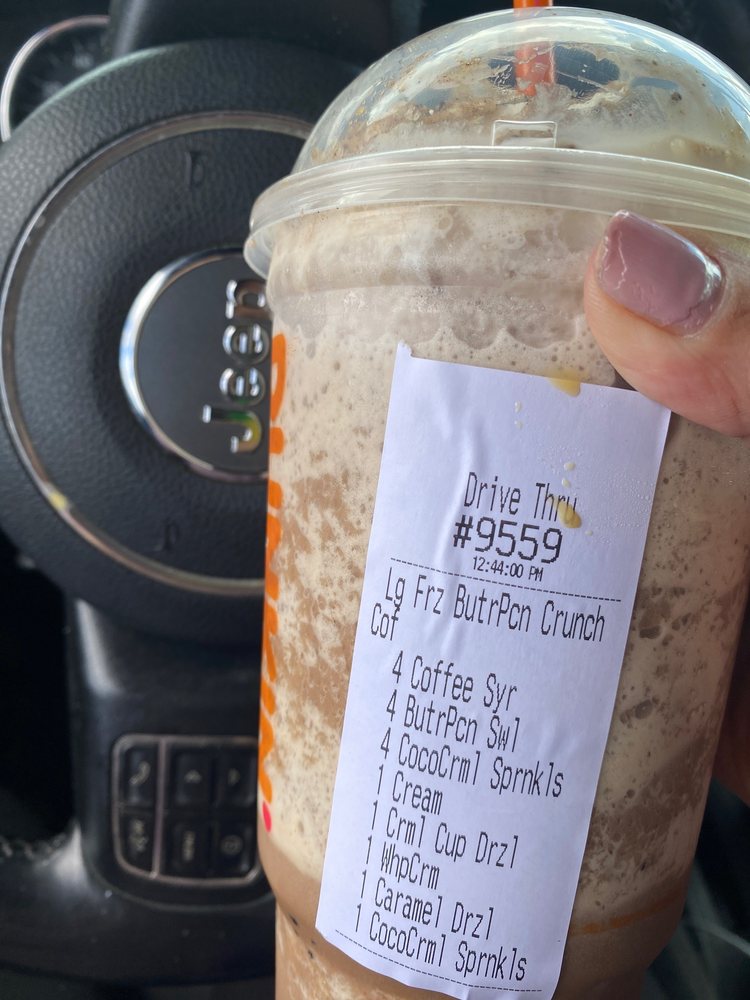 Jeep
DUNKIN'
Drive Thru
#9559
12:44:00 PM
Lg Frz ButrPcn Crunch
Cof
4 Coffee Syr
4 ButrPcn Swl
4 CocoCrml Sprnkls
1 Cream
1 Crml Cup Drzl
1 WhpCrm
1 Caramel Drzl
1 CocoCrml Sprnkls